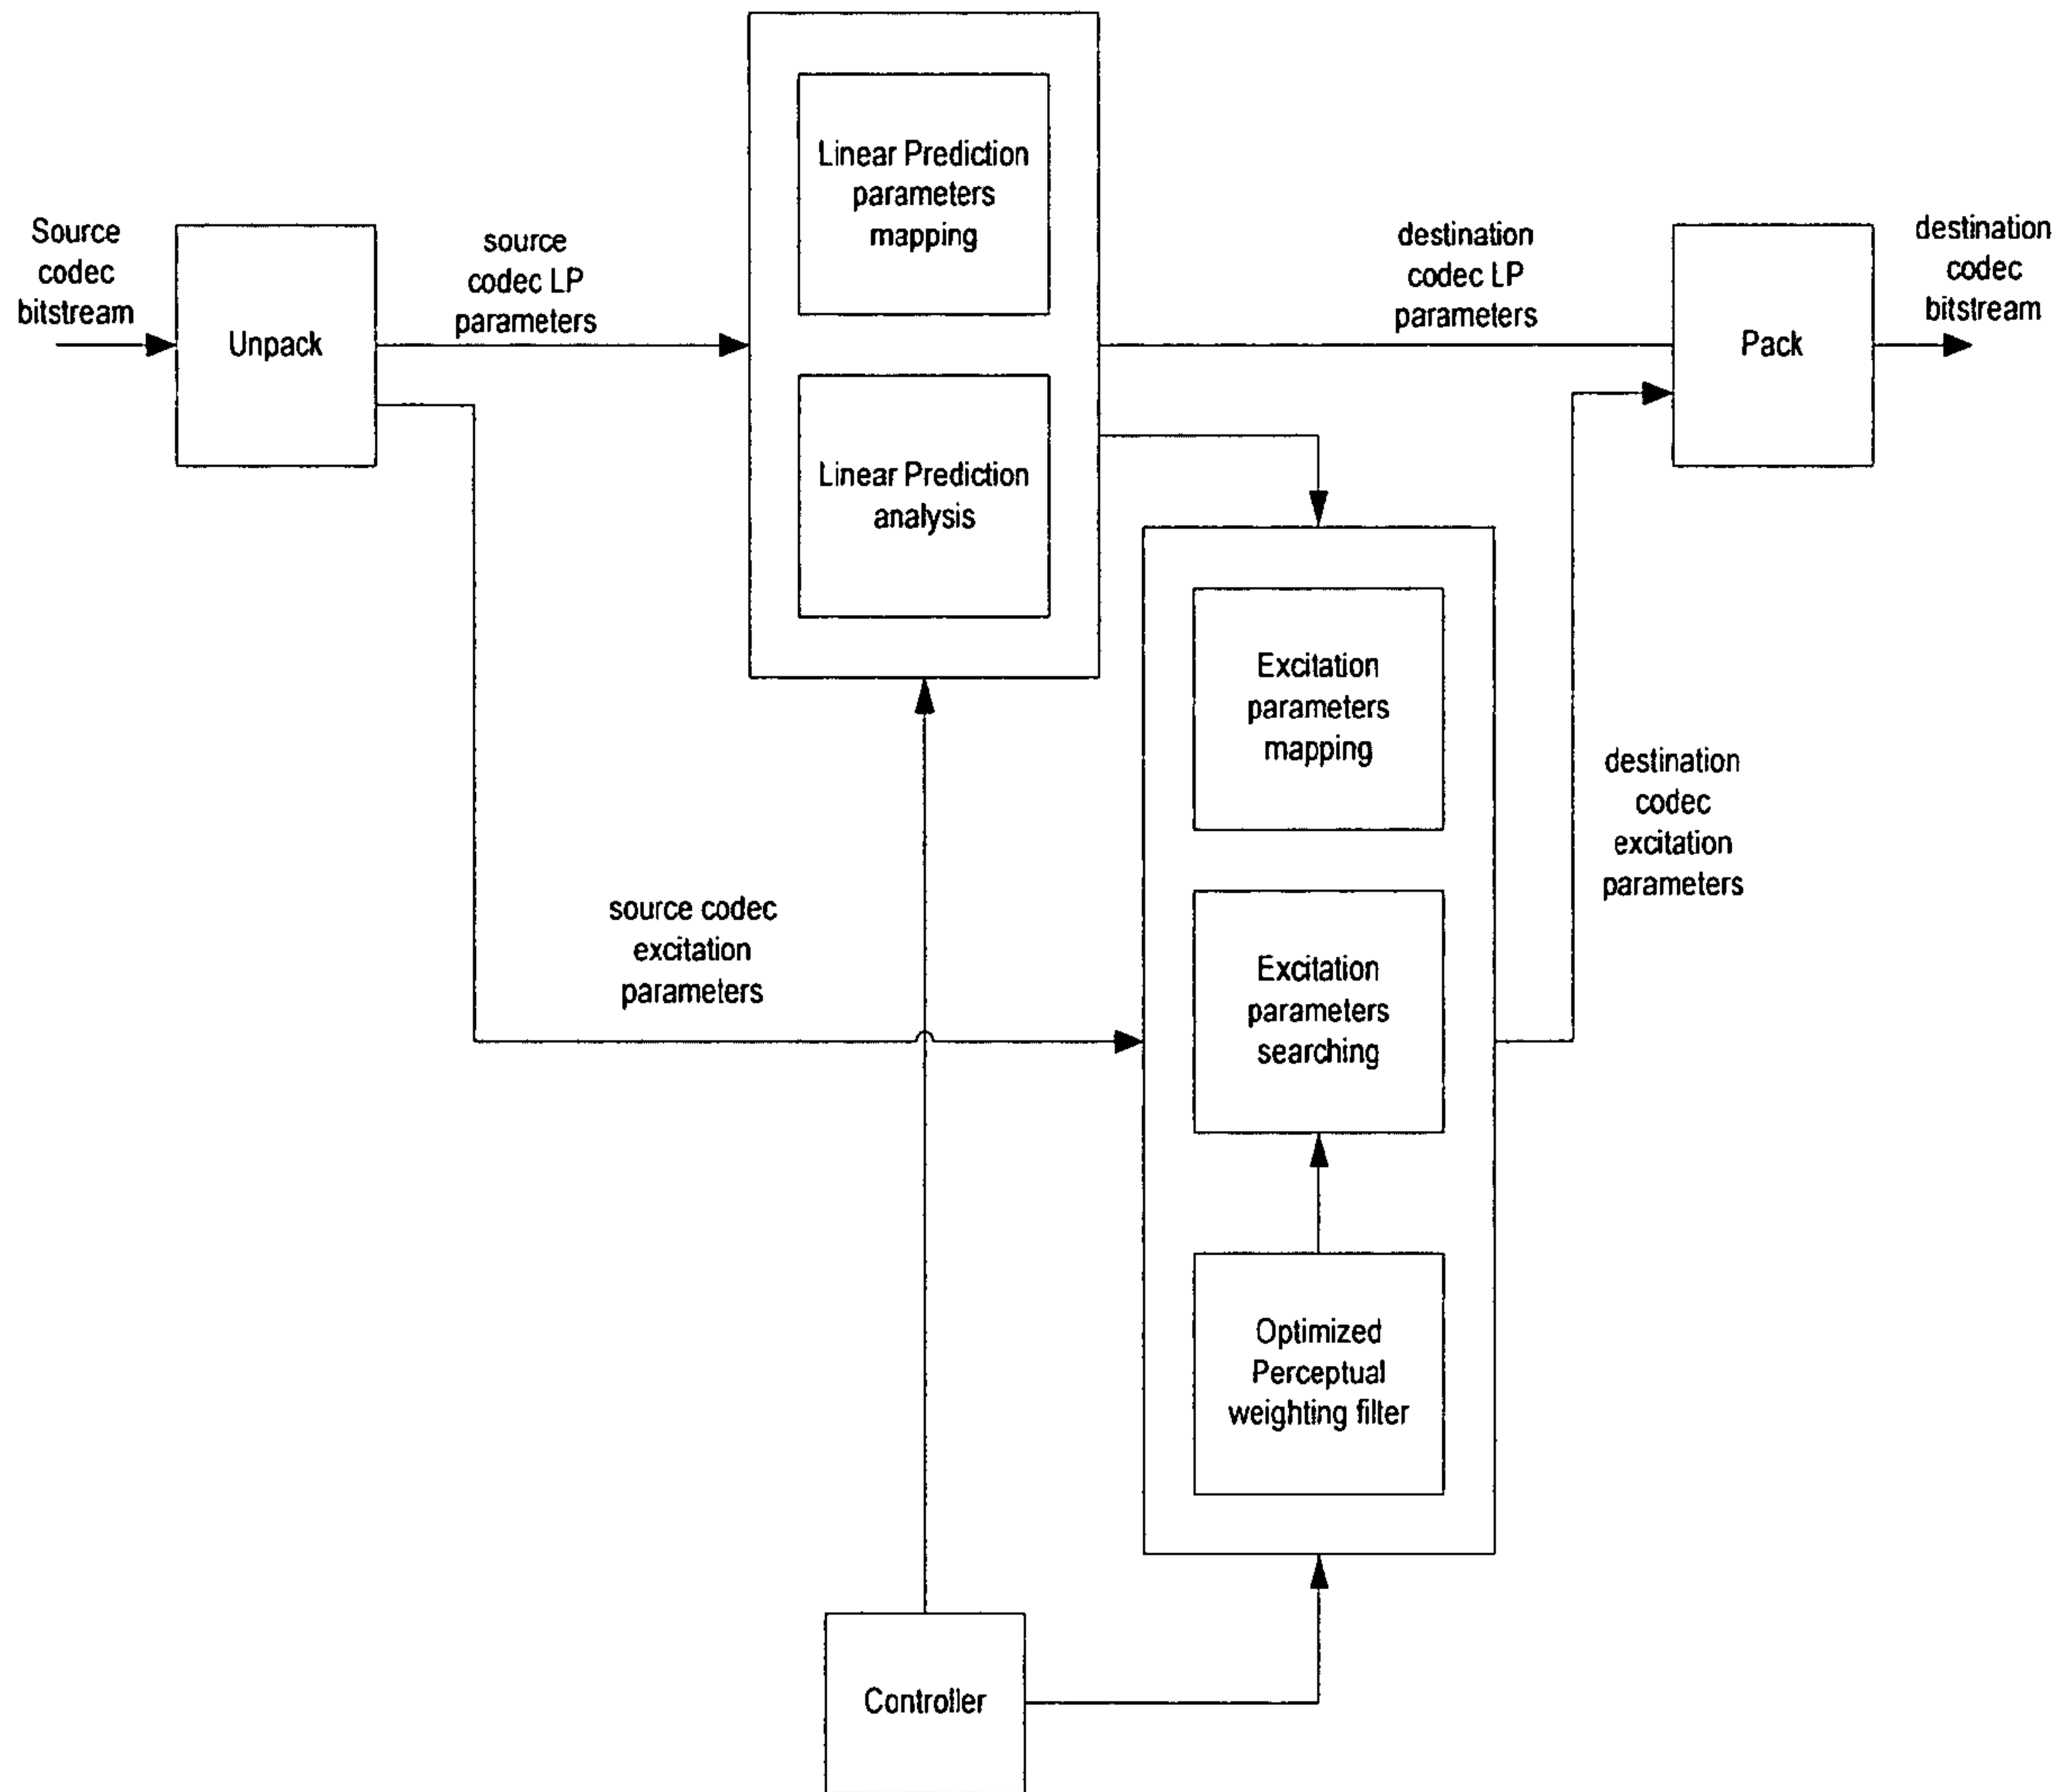 Source
codec
bitstream
Unpack
source
codec LP
parameters
Linear Prediction
parameters
mapping
Linear Prediction
analysis
destination
codec LP
parameters
Pack
destination
codec
bitstream
source codec
excitation
parameters
Excitation
parameters
mapping
Excitation
parameters
searching
Optimized
Perceptual
weighting filter
destination
codec
excitation
parameters
Controller